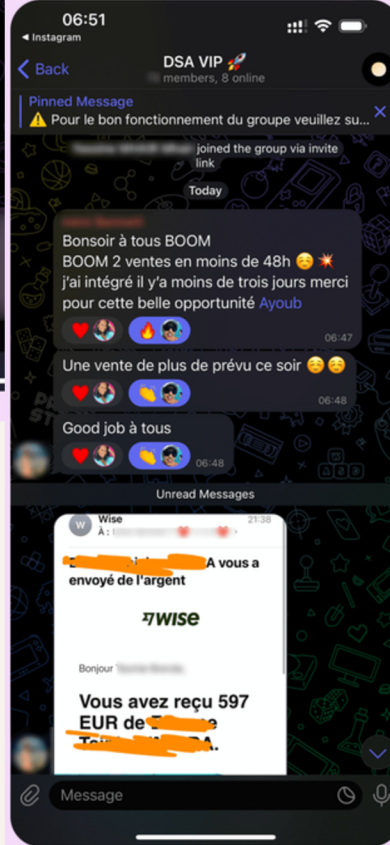 06:51
Instagram
Back
DSA VIP 🚀
members, 8 online
Pinned Message
⚠️ Pour le bon fonctionnement du groupe veuillez su...
joined the group via invite
link
Today
Bonsoir à tous BOOM
BOOM 2 ventes en moins de 48h ☺️ 💥
j'ai intégré il y'a moins de trois jours merci
pour cette belle opportunité Ayoub
06:47
Une vente de plus de prévu ce soir ☺️☺️
06:48
Good job à tous
06:48
Unread Messages
W
Wise
21:38
À :
A vous a
envoyé de l'argent
WISE
Bonjour
Vous avez reçu 597
EUR de
Message